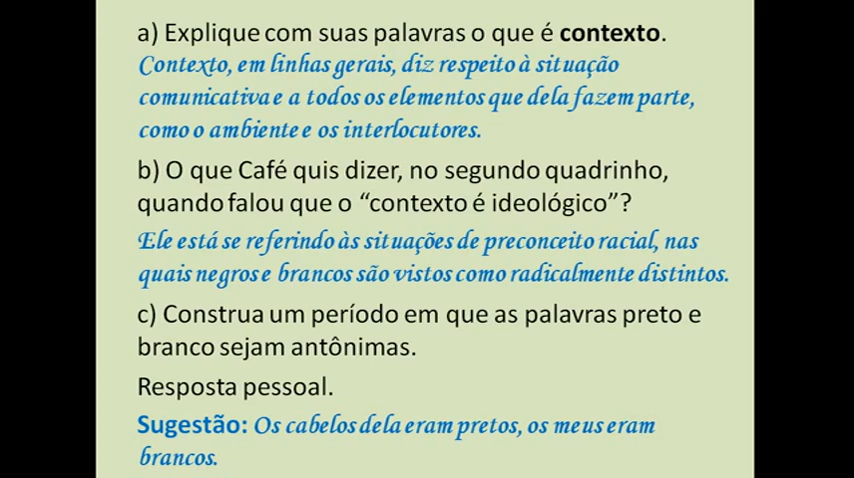 a) Explique com suas palavras o que é contexto.
Contexto, em linhas gerais, diz respeito à situação
comunicativa e a todos os elementos que dela fazem parte,
como o ambiente e os interlocutores.
b) O que Café quis dizer, no segundo quadrinho,
quando falou que o “contexto é ideológico”?
Ele está se referindo às situações de preconceito racial, nas
quais negros e brancos são vistos como radicalmente distintos.
c) Construa um período em que as palavras preto e
branco sejam antônimas.
Resposta pessoal.
Sugestão: Os cabelos dela eram pretos, os meus eram
brancos.